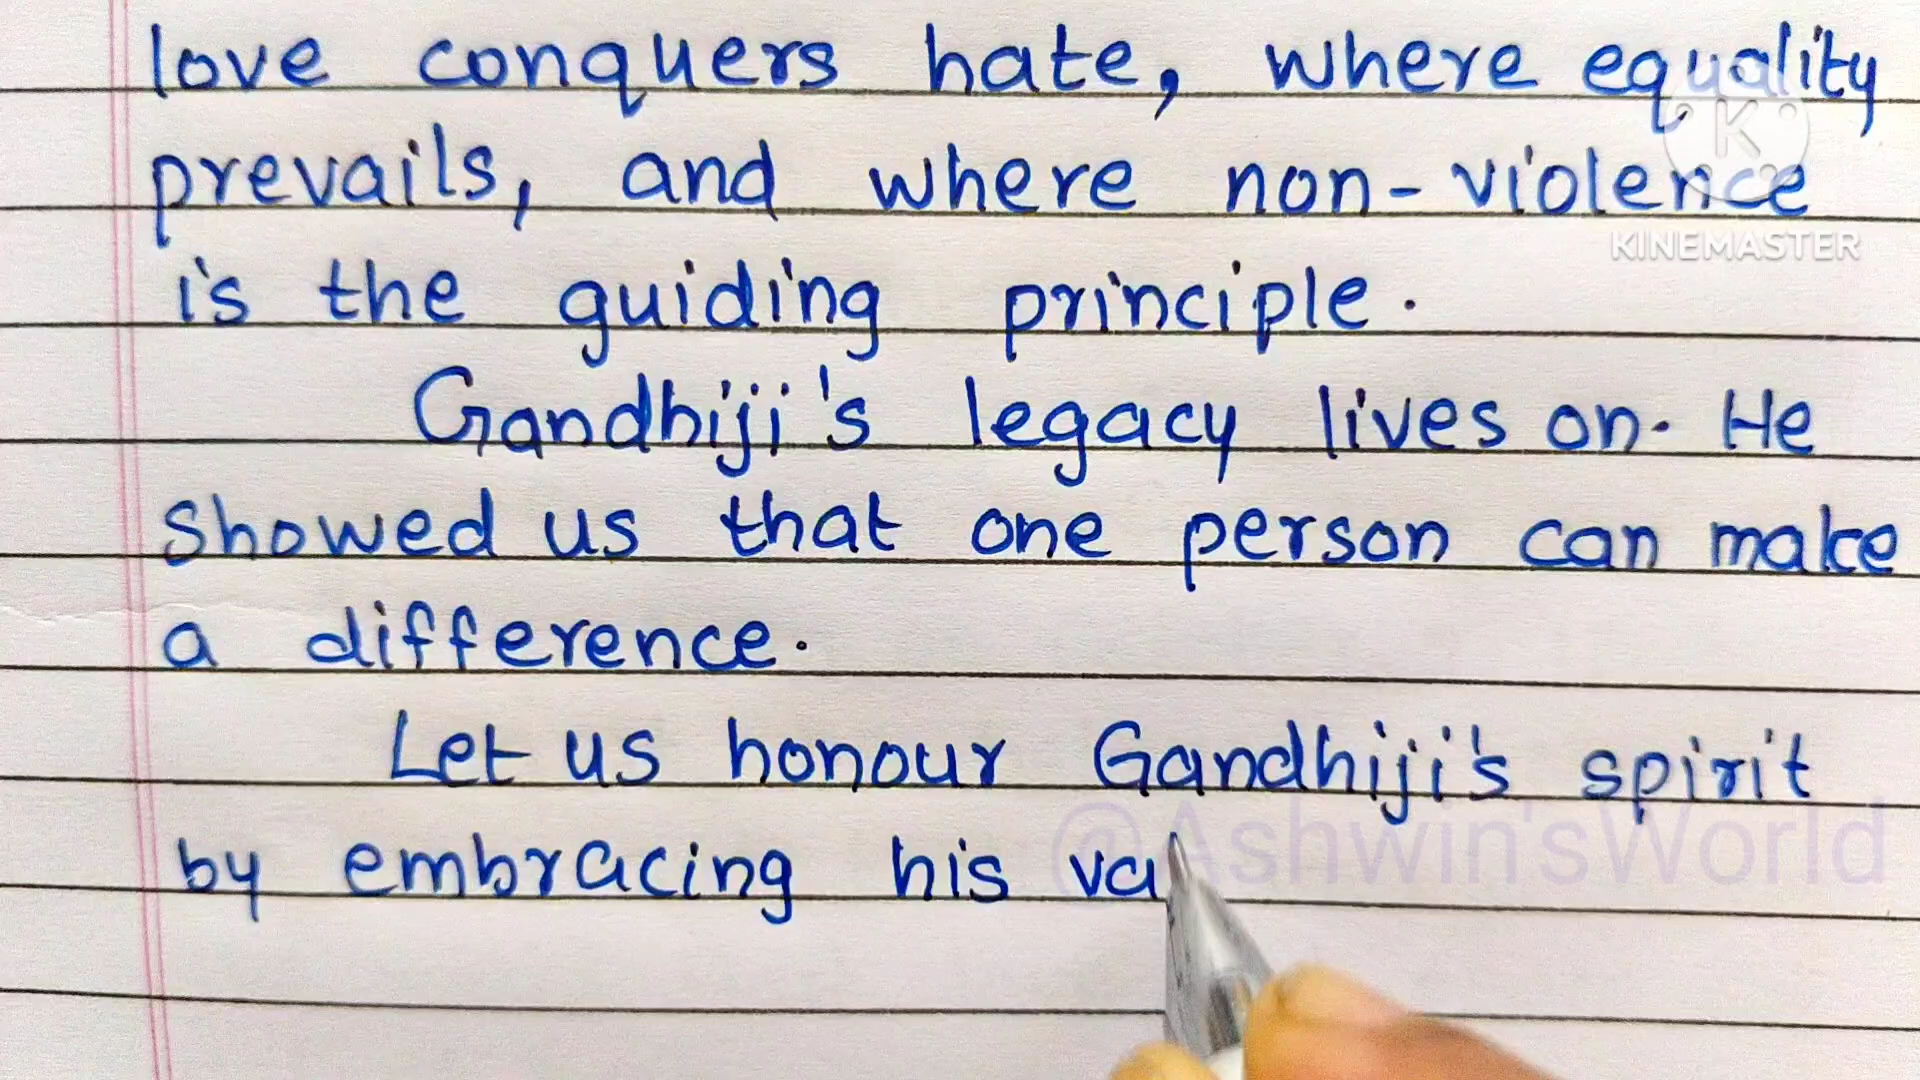 love conquers hate, where equality
prevails, and where non-violence
KINEMASTER
is the guiding principle.
Gandhiji's legacy lives on. He
showed us that one person can make
a difference.
Let us honour Gandhiji's spirit
@Ashwin'sWorld
by embracing his va